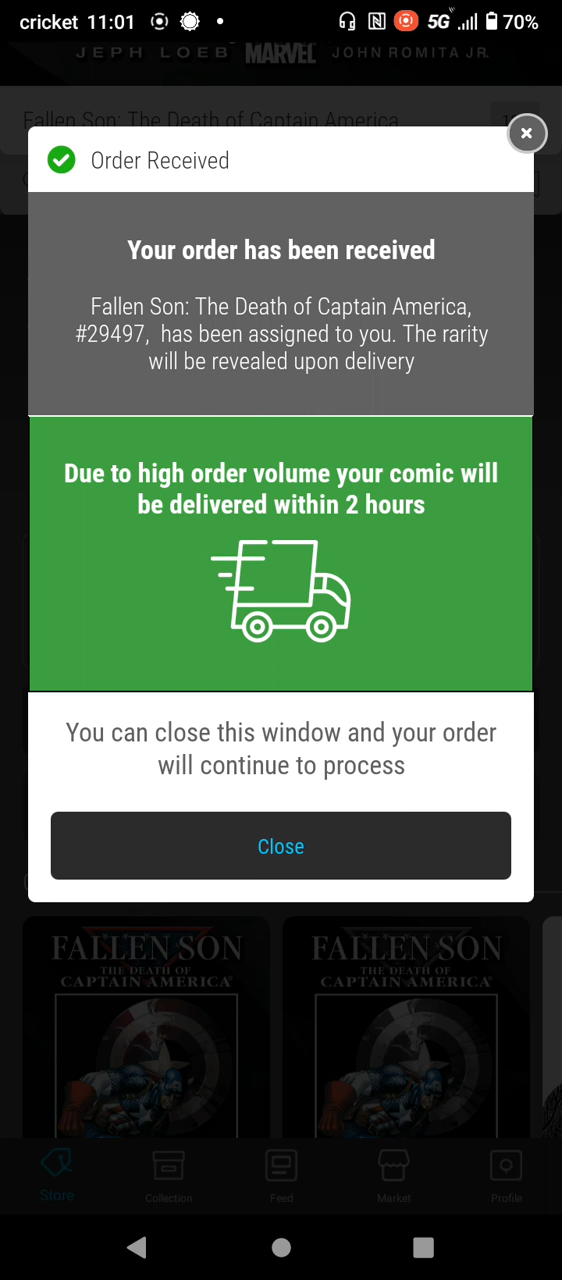 cricket 11:01 5G 70%
JEPH LOEB MARVEL JOHN ROMITA JR.
Fallen Son: The Death of Captain America
Order Received
Your order has been received
Fallen Son: The Death of Captain America,
#29497, has been assigned to you. The rarity
will be revealed upon delivery
Due to high order volume your comic will
be delivered within 2 hours
You can close this window and your order
will continue to process
Close
FALLEN SON FALLEN SON
THE DEATH OF THE DEATH OF
CAPTAIN AMERICA CAPTAIN AMERICA
Store Collection Feed Market Profile